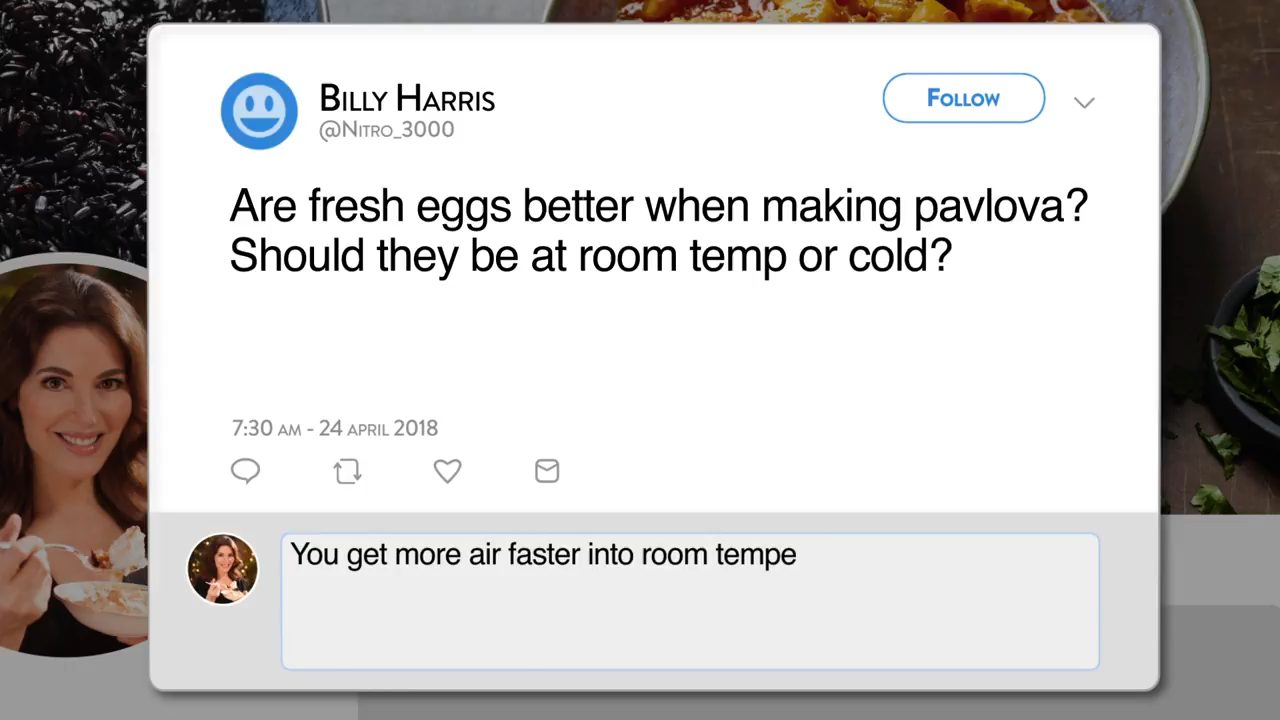 Billy Harris
@Nitro_3000
Follow
Are fresh eggs better when making pavlova?
Should they be at room temp or cold?
7:30 am - 24 april 2018
You get more air faster into room tempe